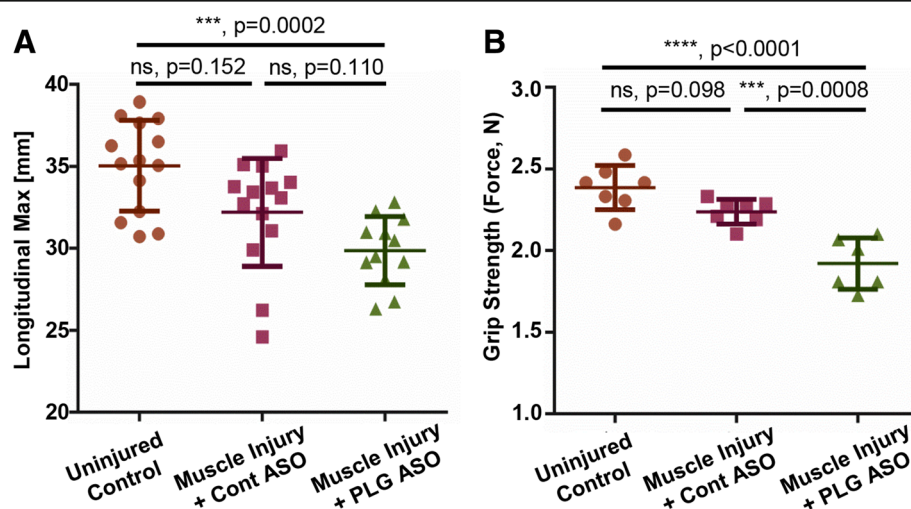 A
***, p=0.0002
ns, p=0.152
ns, p=0.110
Longitudinal Max [mm]
40
35
30
25
20
Uninjured
Control
Muscle Injury
+ Cont ASO
Muscle Injury
+ PLG ASO
B
****, p<0.0001
ns, p=0.098
***, p=0.0008
Grip Strength (Force, N)
3.0
2.5
2.0
1.5
1.0
Uninjured
Control
Muscle Injury
+ Cont ASO
Muscle Injury
+ PLG ASO